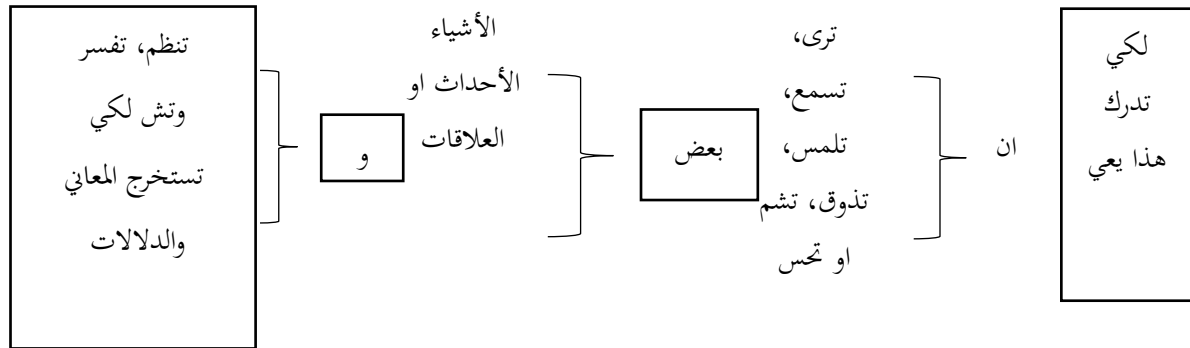 لكي
تدرك
هذا يعي
ان
ترى،
تسمع،
تلمس،
تذوق، تشم
او تحس
بعض
الأشياء
الأحداث او
العلاقات
و
تنظم، تفسر
وتش لكي
تستخرج المعاني
والدلالات